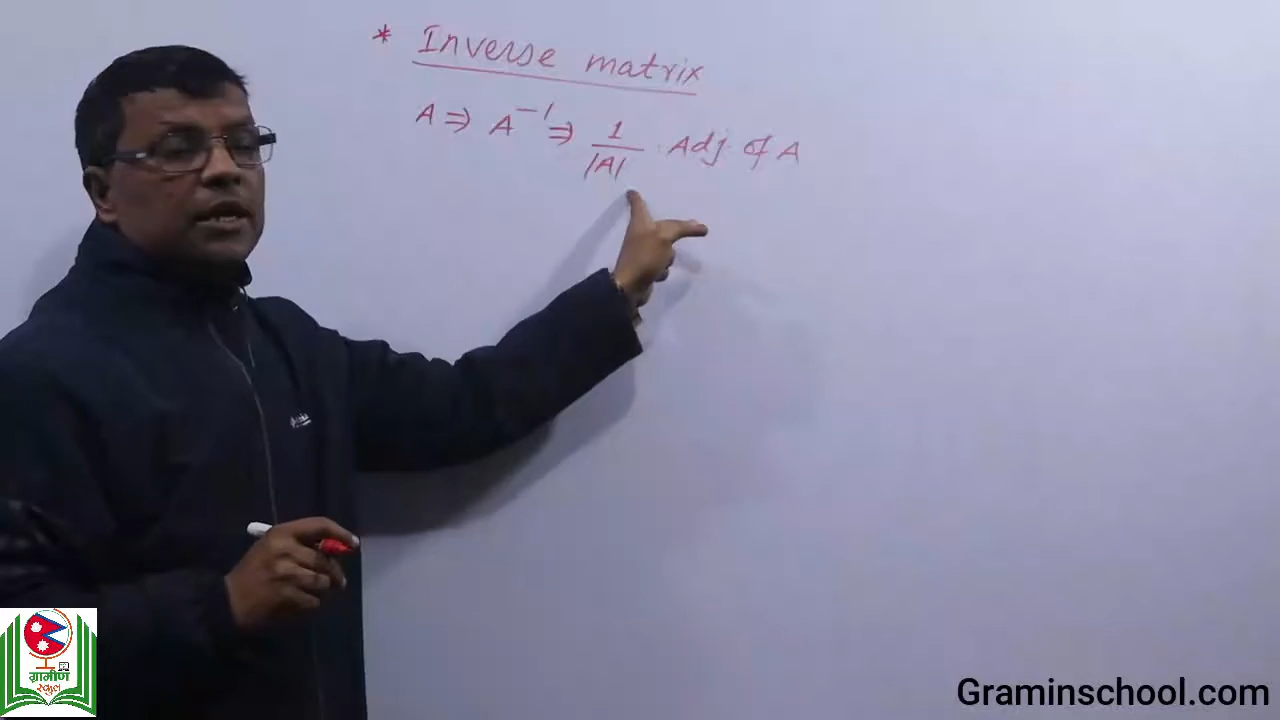 * Inverse matrix
A ⇒ A⁻¹ ⇒ 1/|A| . Adj. of A
ग्रामीण
स्कुल
Graminschool.com